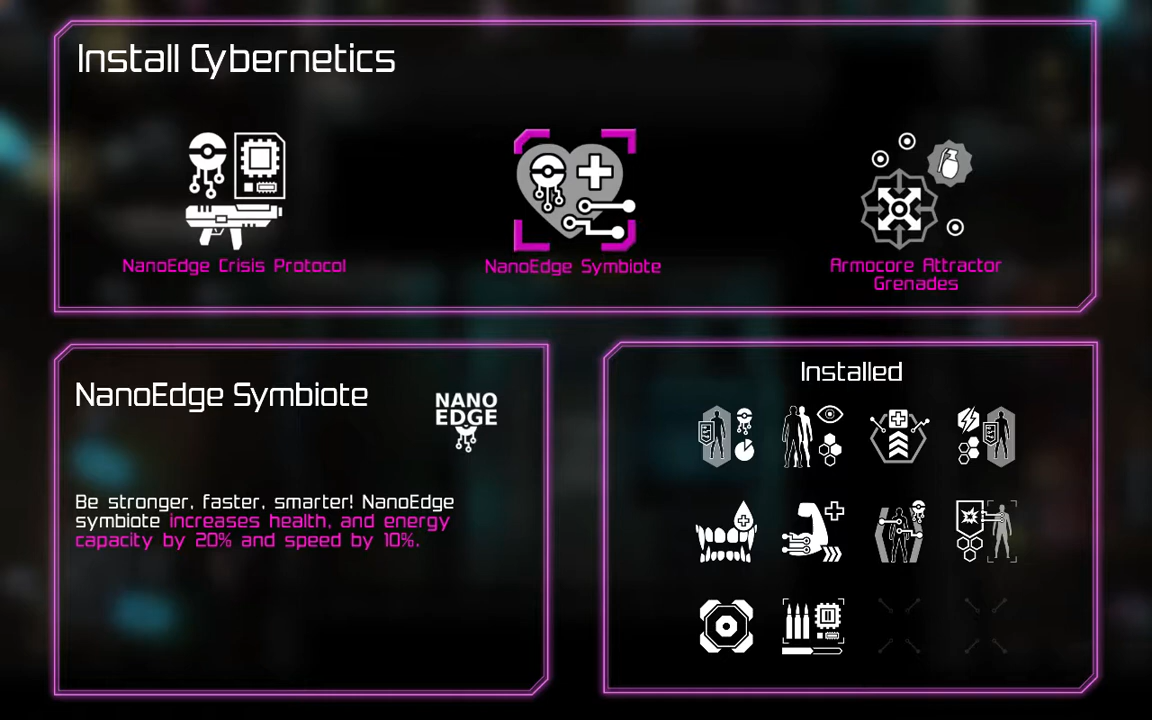 Install Cybernetics
NanoEdge Crisis Protocol
NanoEdge Symbiote
Armocore Attractor
Grenades
NanoEdge Symbiote
NANO
EDGE
Be stronger, faster, smarter! NanoEdge
symbiote increases health, and energy
capacity by 20% and speed by 10%.
Installed